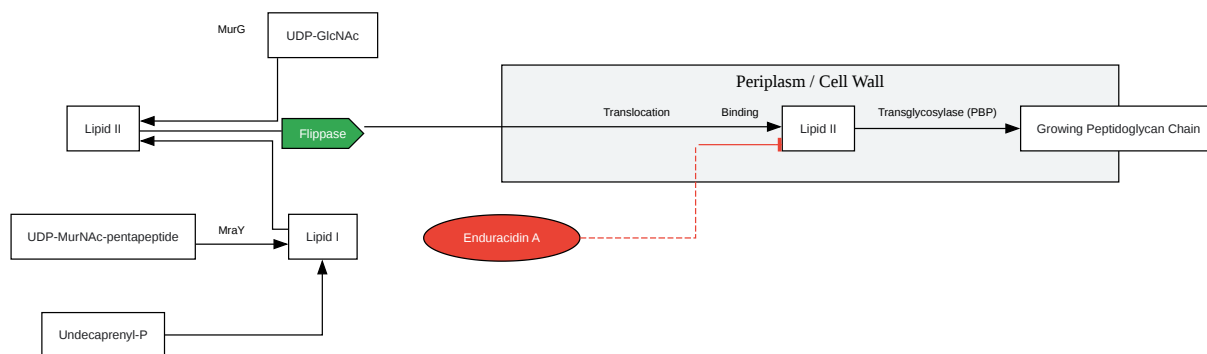 MurG
UDP-GlcNAc
Periplasm / Cell Wall
Translocation
Binding
Transglycosylase (PBP)
Lipid II
Flippase
Lipid II
Growing Peptidoglycan Chain
UDP-MurNAc-pentapeptide
MraY
Lipid I
Enduracidin A
Undecaprenyl-P